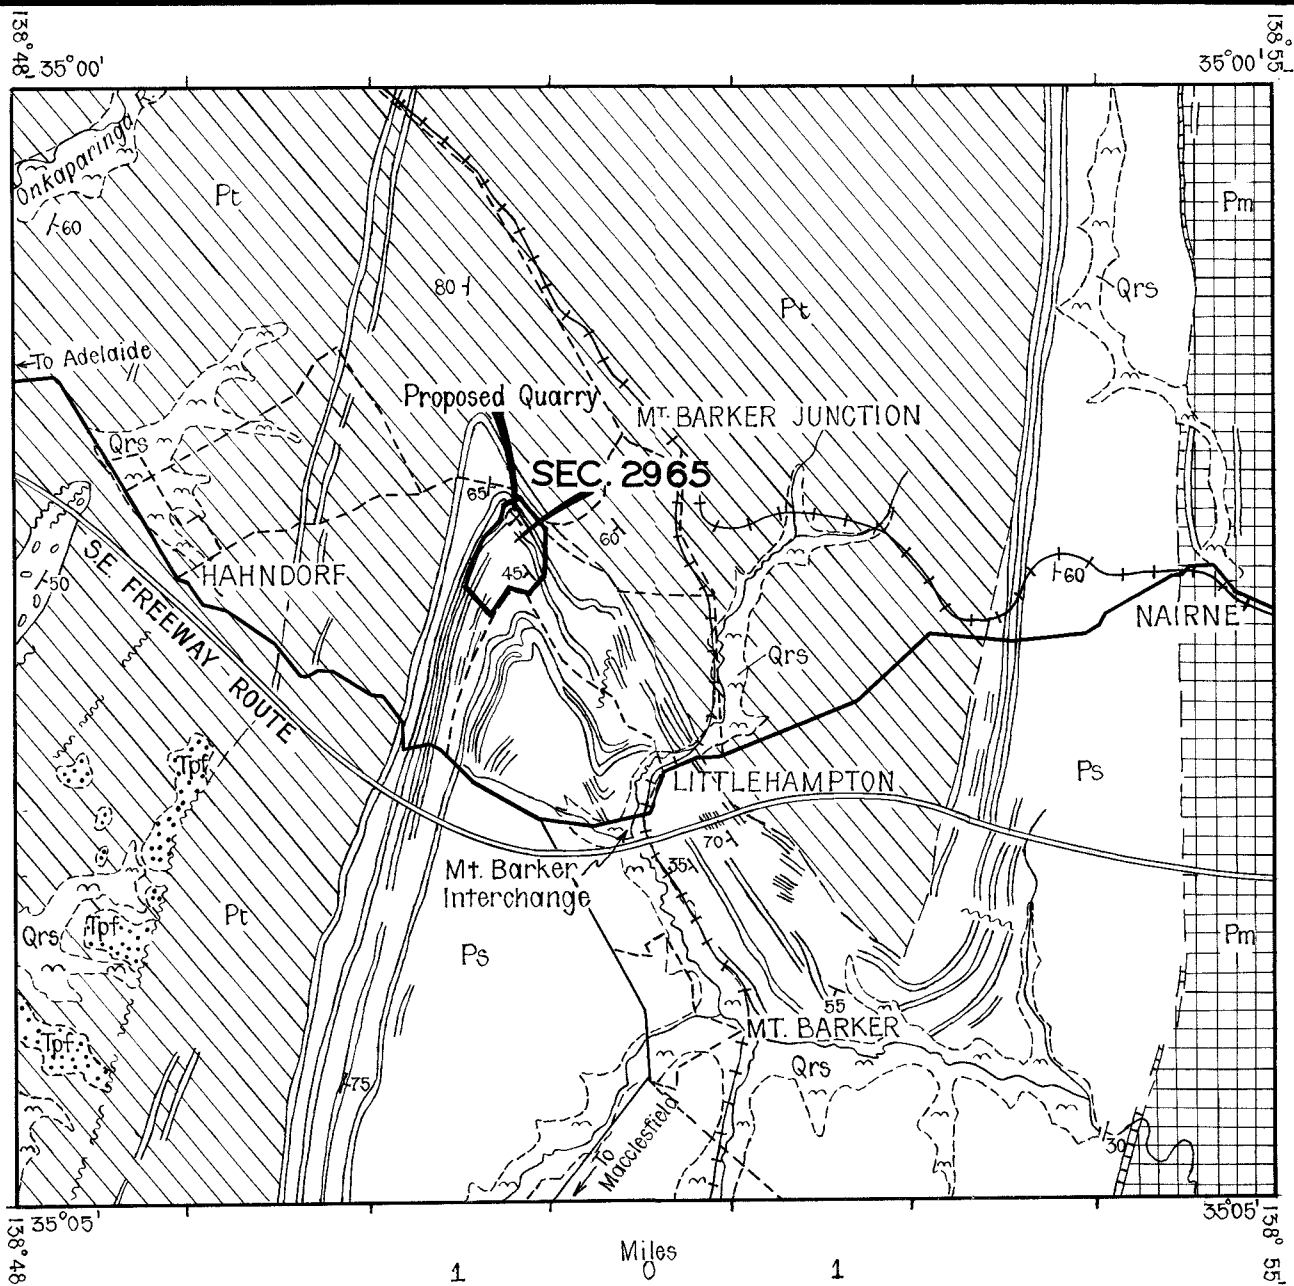 138° 48'
35°00'
35°00'
138° 55'
Onkaparinga R.
Pt
Pm
60
80
Qrs
Pt
To Adelaide
Proposed Quarry
MT. BARKER JUNCTION
Qrs
SEC. 2965
65
60
45
50
60
HAHNDORF
NAIRNE
S.E. FREEWAY ROUTE
Qrs
Tpf
LITTLEHAMPTON
Ps
70
35
Mt. Barker
Interchange
Pt
Qrs
Tpf
Ps
Pm
55
MT. BARKER
Tpf
Qrs
75
To
Macclesfield
30
138° 48'
35°05'
35°05'
138° 55'
Miles
1 0 1